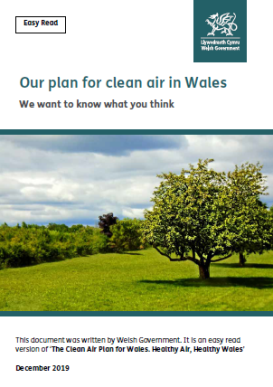 Easy Read
Llywodraeth Cymru
Welsh Government
Our plan for clean air in Wales
We want to know what you think
This document was written by Welsh Government. It is an easy read
version of 'The Clean Air Plan for Wales. Healthy Air, Healthy Wales'
December 2019